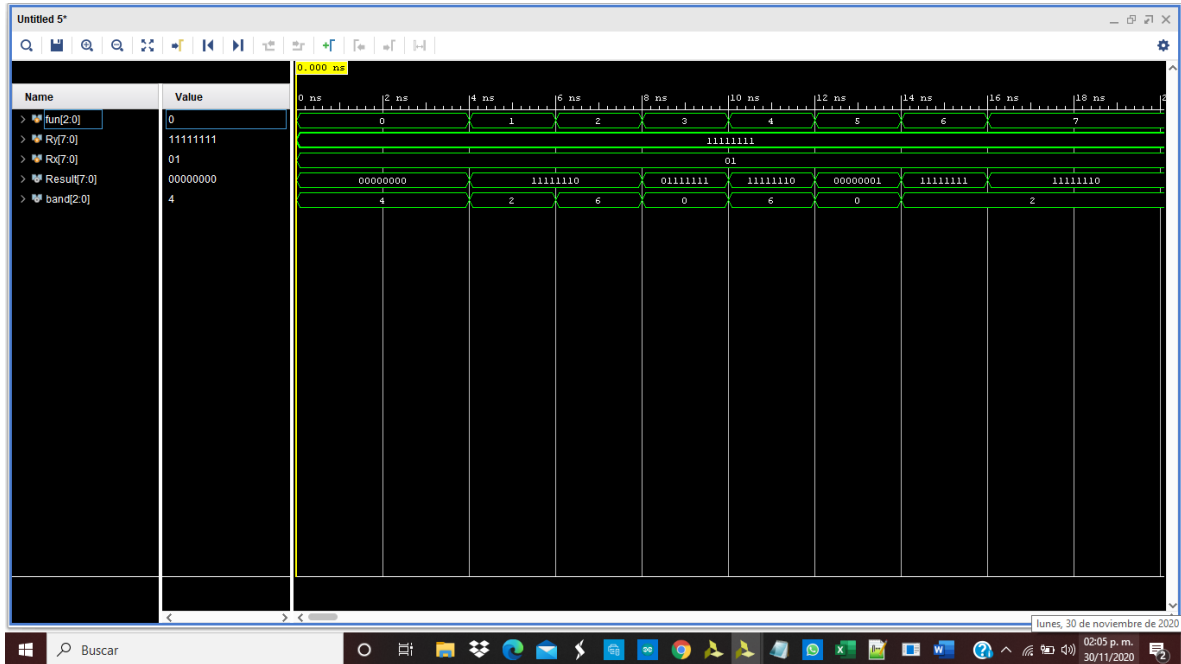 Untitled 5*
0.000 ns
Name Value 0 ns 2 ns 4 ns 6 ns 8 ns 10 ns 12 ns 14 ns 16 ns 18 ns 2
fun[2:0] 0 0 1 2 3 4 5 6 7
Ry[7:0] 11111111 11111111
Rx[7:0] 01 01
Result[7:0] 00000000 00000000 11111110 01111111 11111110 00000001 11111111 11111110
band[2:0] 4 4 2 6 0 6 0 2
lunes, 30 de noviembre de 2020
Buscar
02:05 p. m.
30/11/2020
2